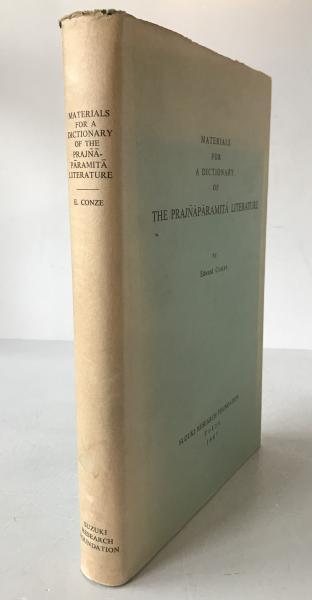 MATERIALS
FOR A
DICTIONARY
OF THE
PRAJÑĀ-
PĀRAMITĀ
LITERATURE
E. CONZE
SUZUKI
RESEARCH
FOUNDATION
MATERIALS
FOR
A DICTIONARY
OF
THE PRAJÑĀPĀRAMITĀ LITERATURE
by
Edward Conze
SUZUKI RESEARCH FOUNDATION
TOKYO
1967